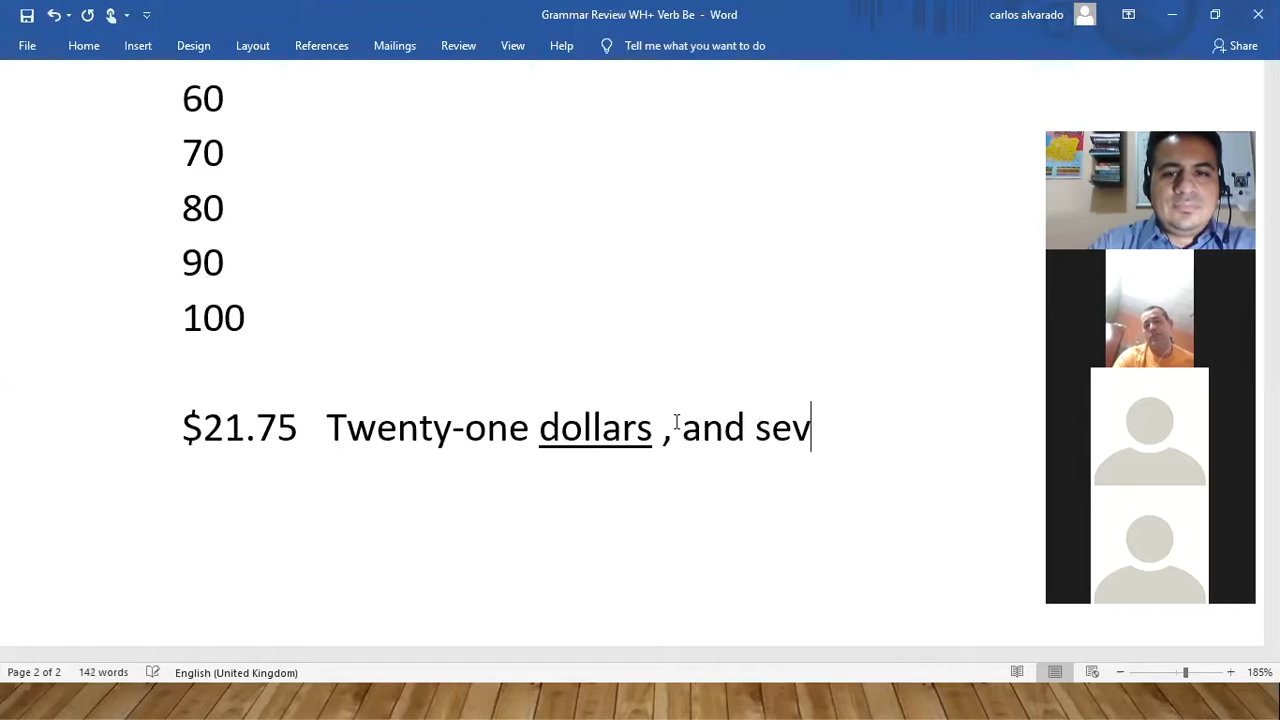 Grammar Review WH+ Verb Be - Word
carlos alvarado
File Home Insert Design Layout References Mailings Review View Help Tell me what you want to do Share
60
70
80
90
100
$21.75 Twenty-one dollars , and sev
Page 2 of 2 142 words English (United Kingdom) 185%